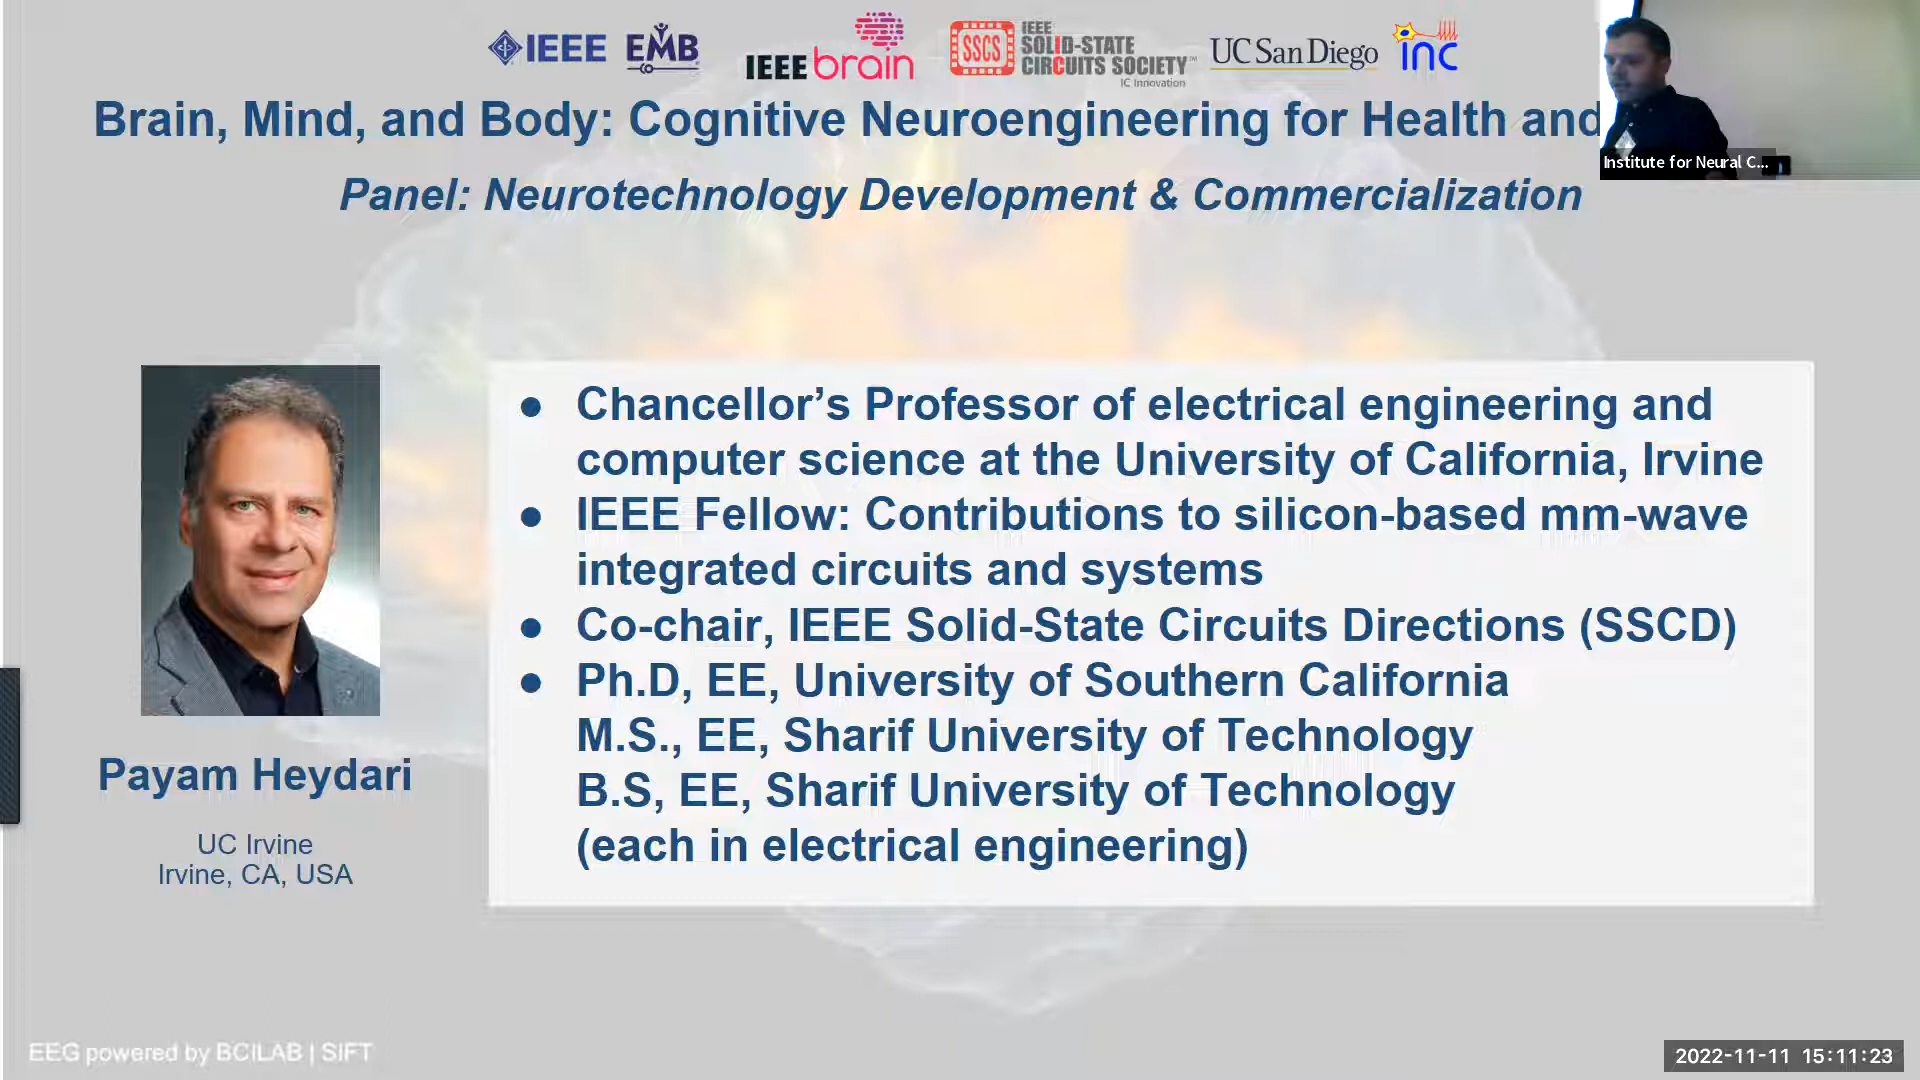 IEEE EMB IEEE brain SSCS IEEE SOLID-STATE CIRCUITS SOCIETY™ IC Innovation UC San Diego inc
Brain, Mind, and Body: Cognitive Neuroengineering for Health and
Institute for Neural C...
Panel: Neurotechnology Development & Commercialization
● Chancellor’s Professor of electrical engineering and
computer science at the University of California, Irvine
● IEEE Fellow: Contributions to silicon-based mm-wave
integrated circuits and systems
● Co-chair, IEEE Solid-State Circuits Directions (SSCD)
● Ph.D, EE, University of Southern California
M.S., EE, Sharif University of Technology
B.S, EE, Sharif University of Technology
(each in electrical engineering)
Payam Heydari
UC Irvine
Irvine, CA, USA
EEG powered by BCILAB | SIFT
2022-11-11 15:11:23